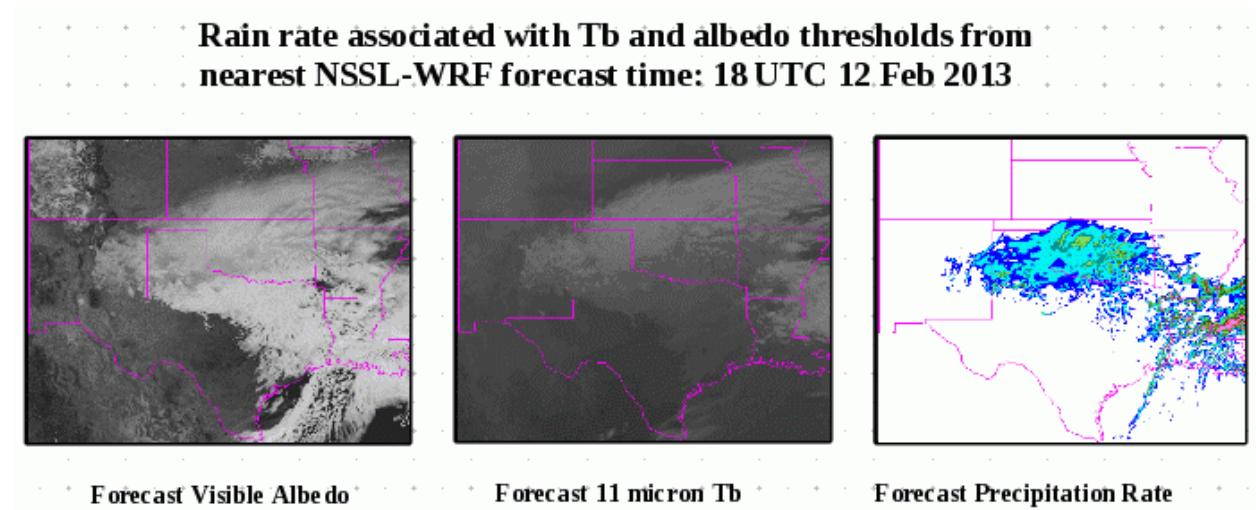 Rain rate associated with Tb and albedo thresholds from
nearest NSSL-WRF forecast time: 18 UTC 12 Feb 2013
Forecast Visible Albedo
Forecast 11 micron Tb
Forecast Precipitation Rate